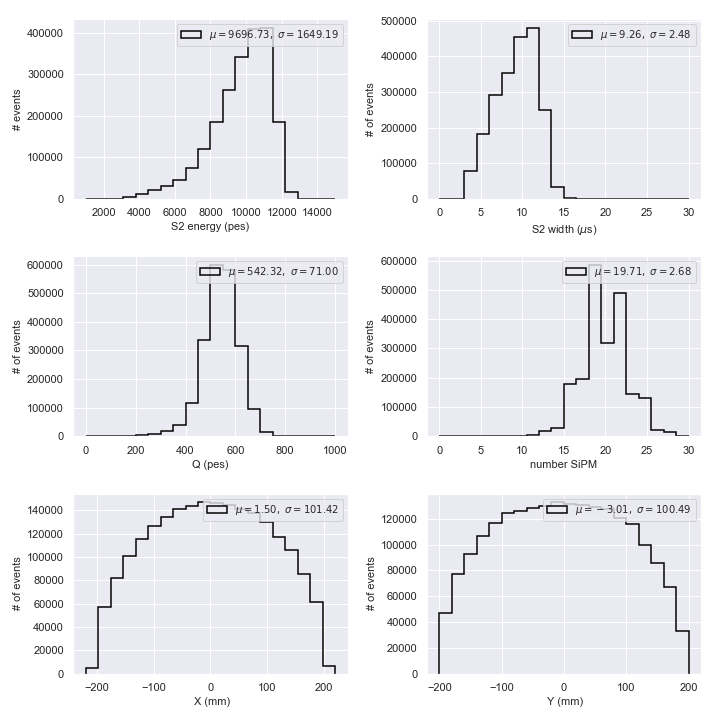 μ = 9696.73, σ = 1649.19
# events
400000
300000
200000
100000
0
2000 4000 6000 8000 10000 12000 14000
S2 energy (pes)
μ = 9.26, σ = 2.48
# of events
500000
400000
300000
200000
100000
0
0 5 10 15 20 25 30
S2 width (μs)
μ = 542.32, σ = 71.00
# of events
600000
500000
400000
300000
200000
100000
0
0 200 400 600 800 1000
Q (pes)
μ = 19.71, σ = 2.68
# of events
600000
500000
400000
300000
200000
100000
0
0 5 10 15 20 25 30
number SiPM
μ = 1.50, σ = 101.42
# of events
140000
120000
100000
80000
60000
40000
20000
0
−200 −100 0 100 200
X (mm)
μ = −3.01, σ = 100.49
# of events
120000
100000
80000
60000
40000
20000
0
−200 −100 0 100 200
Y (mm)